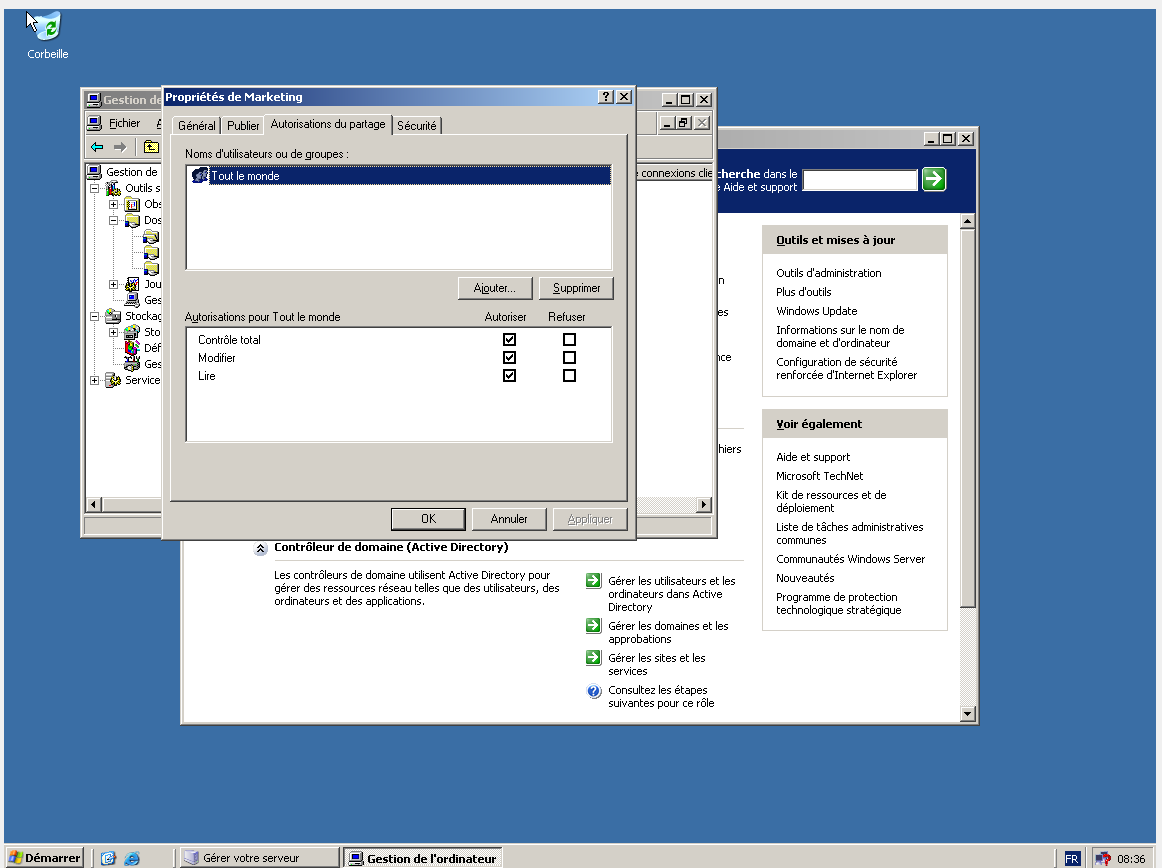 Corbeille
Gestion de
Propriétés de Marketing
Fichier
Général
Publier
Autorisations du partage
Sécurité
Noms d'utilisateurs ou de groupes :
Tout le monde
Ajouter...
Supprimer
Autorisations pour Tout le monde
Autoriser
Refuser
Contrôle total
Modifier
Lire
OK
Annuler
Appliquer
Gestion de
Outils s
Obs
Dos
Jou
Ges
Stockag
Sto
Déf
Ges
Service
connexions clie
cherche dans le
Aide et support
Outils et mises à jour
Outils d'administration
Plus d'outils
Windows Update
Informations sur le nom de
domaine et d'ordinateur
Configuration de sécurité
renforcée d'Internet Explorer
Voir également
Aide et support
Microsoft TechNet
Kit de ressources et de
déploiement
Liste de tâches administratives
communes
Communautés Windows Server
Nouveautés
Programme de protection
technologique stratégique
n
es
nce
hiers
Contrôleur de domaine (Active Directory)
Les contrôleurs de domaine utilisent Active Directory pour
gérer des ressources réseau telles que des utilisateurs, des
ordinateurs et des applications.
Gérer les utilisateurs et les
ordinateurs dans Active
Directory
Gérer les domaines et les
approbations
Gérer les sites et les
services
Consultez les étapes
suivantes pour ce rôle
Démarrer
Gérer votre serveur
Gestion de l'ordinateur
FR
08:36